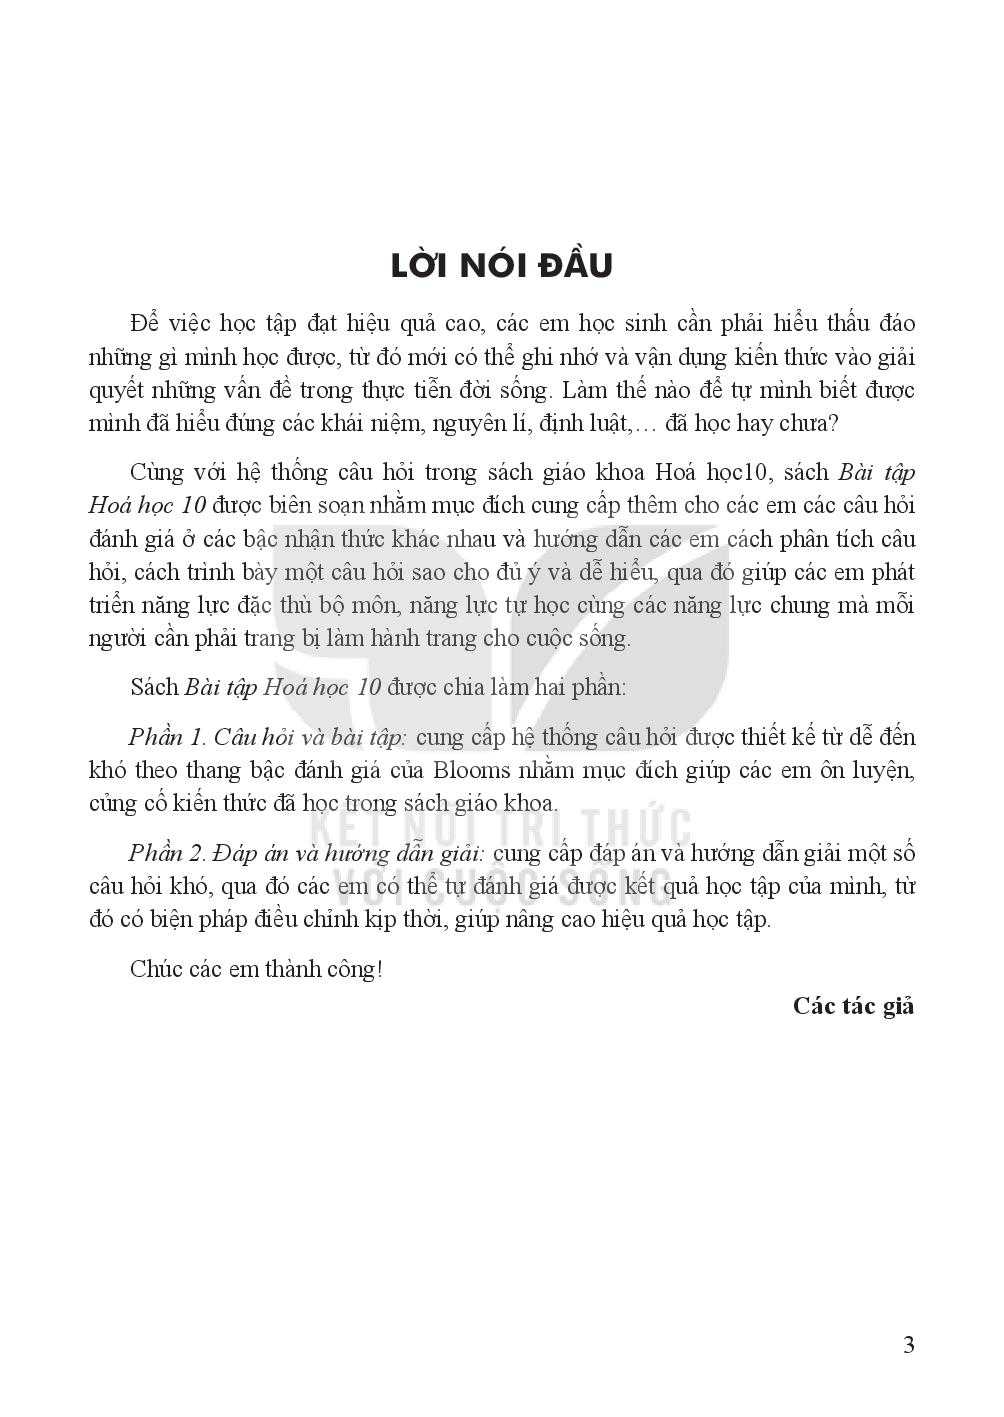 LỜI NÓI ĐẦU
Để việc học tập đạt hiệu quả cao, các em học sinh cần phải hiểu thấu đáo
những gì mình học được, từ đó mới có thể ghi nhớ và vận dụng kiến thức vào giải
quyết những vấn đề trong thực tiễn đời sống. Làm thế nào để tự mình biết được
mình đã hiểu đúng các khái niệm, nguyên lí, định luật,… đã học hay chưa?
Cùng với hệ thống câu hỏi trong sách giáo khoa Hoá học10, sách Bài tập
Hoá học 10 được biên soạn nhằm mục đích cung cấp thêm cho các em các câu hỏi
đánh giá ở các bậc nhận thức khác nhau và hướng dẫn các em cách phân tích câu
hỏi, cách trình bày một câu hỏi sao cho đủ ý và dễ hiểu, qua đó giúp các em phát
triển năng lực đặc thù bộ môn, năng lực tự học cùng các năng lực chung mà mỗi
người cần phải trang bị làm hành trang cho cuộc sống.
Sách Bài tập Hoá học 10 được chia làm hai phần:
Phần 1. Câu hỏi và bài tập: cung cấp hệ thống câu hỏi được thiết kế từ dễ đến
khó theo thang bậc đánh giá của Blooms nhằm mục đích giúp các em ôn luyện,
củng cố kiến thức đã học trong sách giáo khoa.
KẾT NỐI TRI THỨC
Phần 2. Đáp án và hướng dẫn giải: cung cấp đáp án và hướng dẫn giải một số
câu hỏi khó, qua đó các em có thể tự đánh giá được kết quả học tập của mình, từ
VỚI CUỘC SỐNG
đó có biện pháp điều chỉnh kịp thời, giúp nâng cao hiệu quả học tập.
Chúc các em thành công!
Các tác giả
3